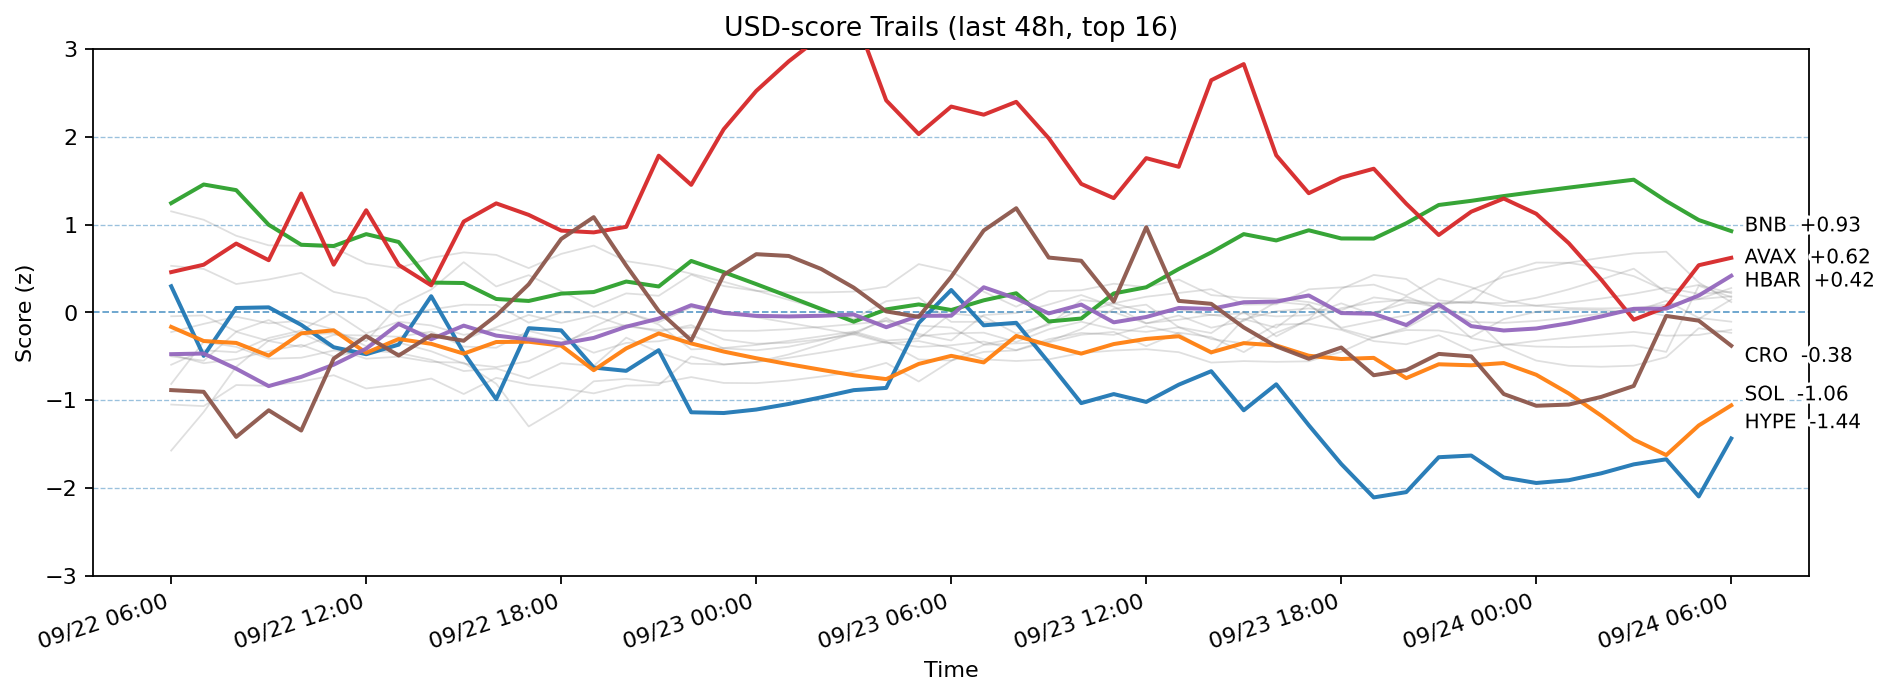 USD-score Trails (last 48h, top 16)
Score (z)
3
2
1
0
−1
−2
−3
BNB +0.93
AVAX +0.62
HBAR +0.42
CRO -0.38
SOL -1.06
HYPE -1.44
09/22 06:00
09/22 12:00
09/22 18:00
09/23 00:00
09/23 06:00
09/23 12:00
09/23 18:00
09/24 00:00
09/24 06:00
Time